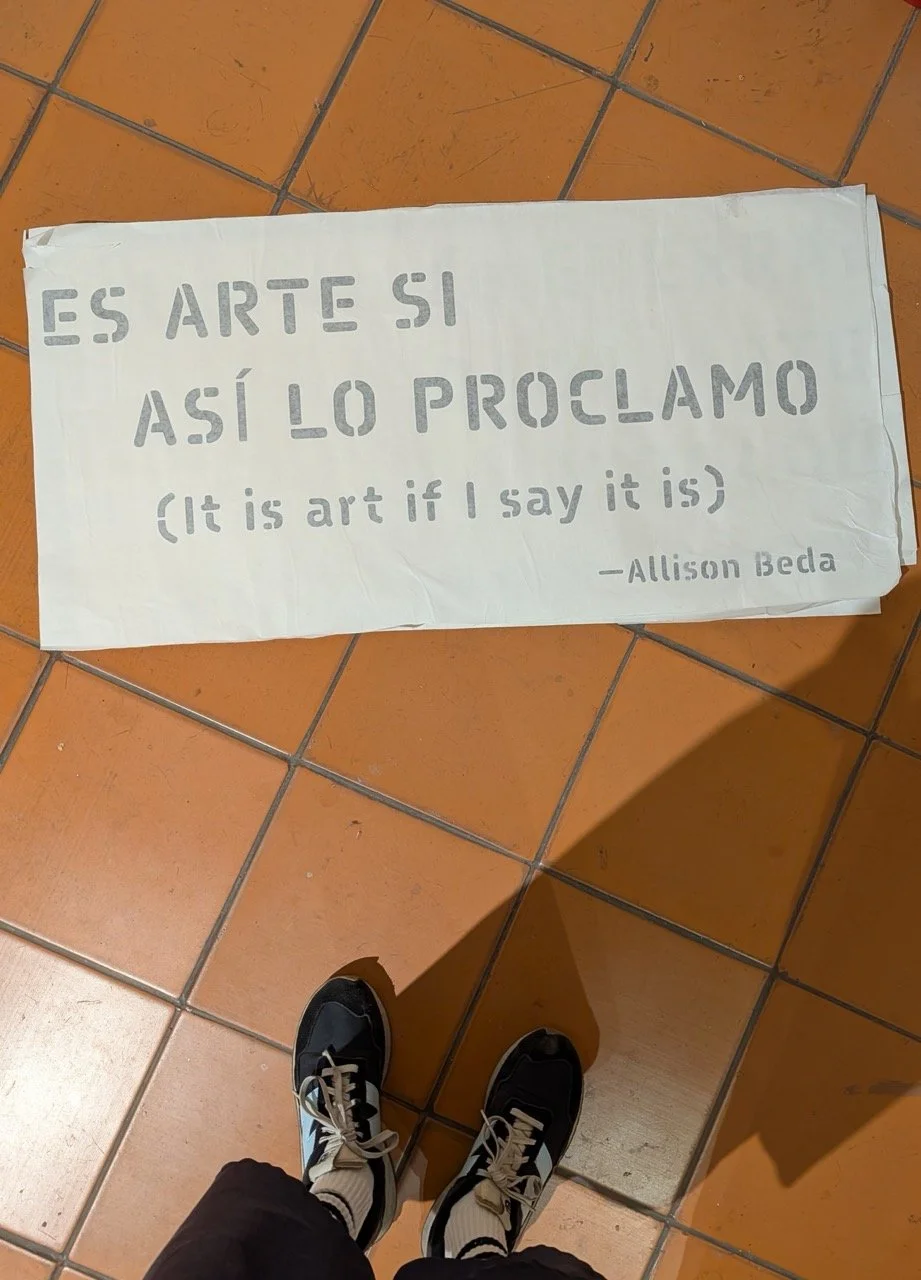 ES ARTE SI
ASÍ LO PROCLAMO
(It is art if I say it is)
—Allison Beda